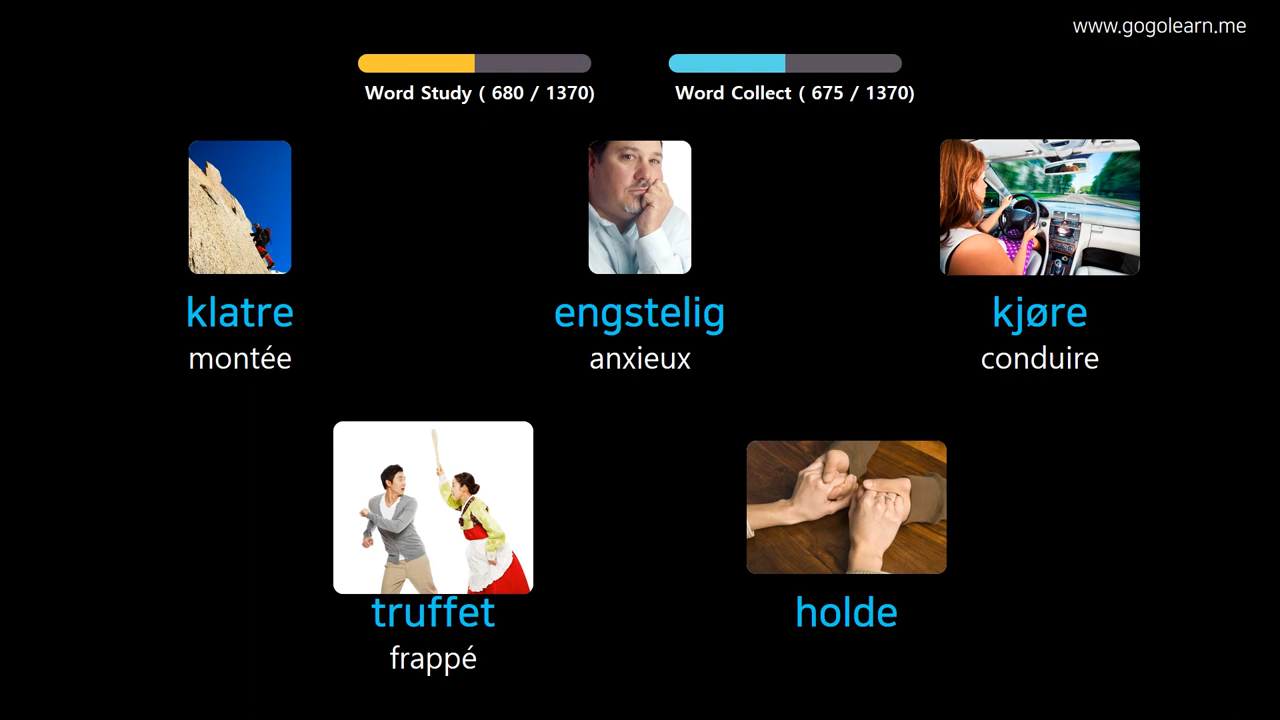 www.gogolearn.me
Word Study ( 680 / 1370)
Word Collect ( 675 / 1370)
klatre
montée
engstelig
anxieux
kjøre
conduire
truffet
frappé
holde